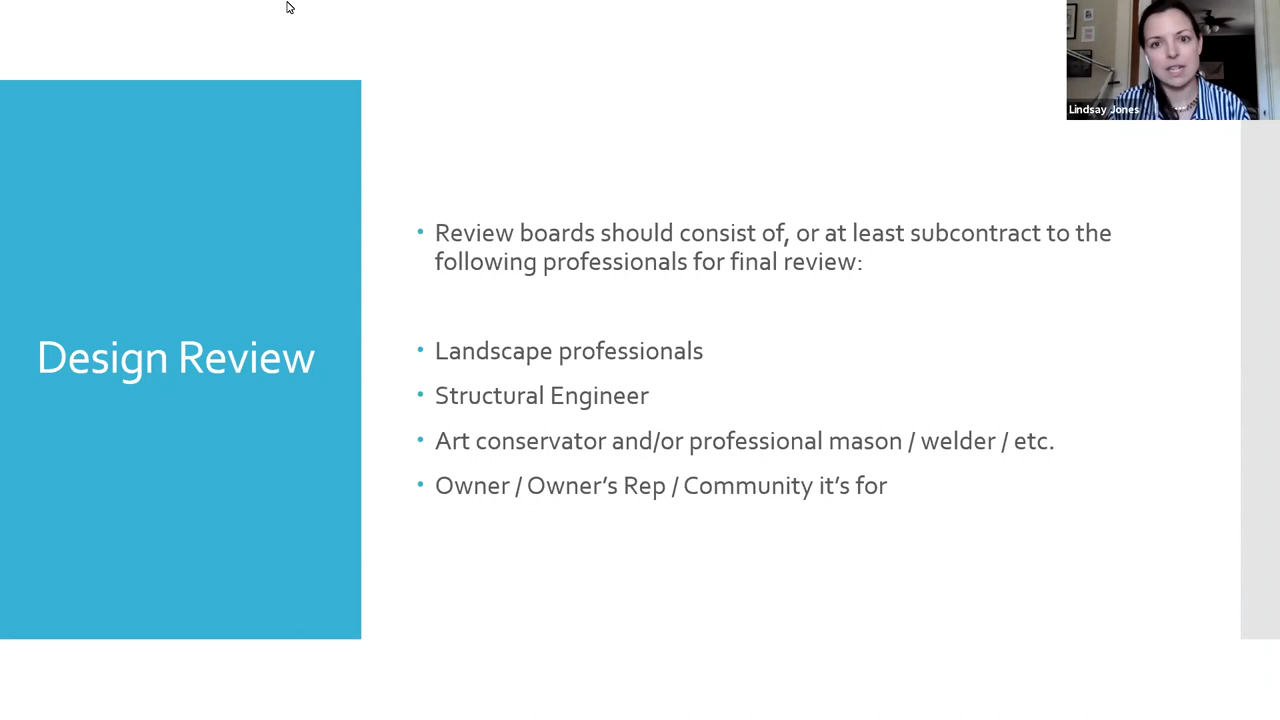 Lindsay Jones
Design Review
• Review boards should consist of, or at least subcontract to the
following professionals for final review:
• Landscape professionals
• Structural Engineer
• Art conservator and/or professional mason / welder / etc.
• Owner / Owner’s Rep / Community it’s for